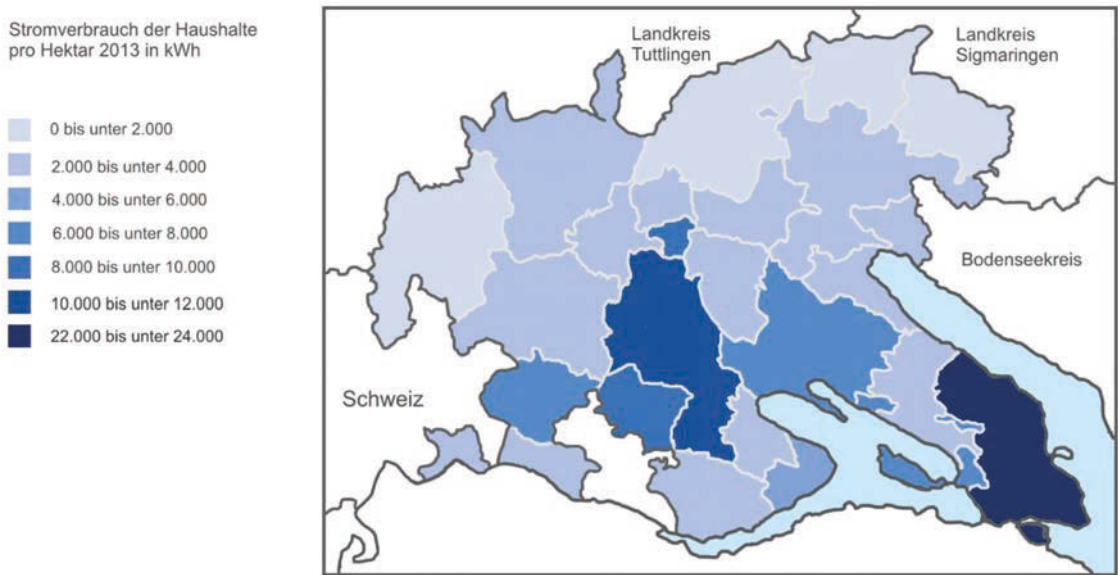 Stromverbrauch der Haushalte
pro Hektar 2013 in kWh
0 bis unter 2.000
2.000 bis unter 4.000
4.000 bis unter 6.000
6.000 bis unter 8.000
8.000 bis unter 10.000
10.000 bis unter 12.000
22.000 bis unter 24.000
Landkreis
Tuttlingen
Landkreis
Sigmaringen
Bodenseekreis
Schweiz